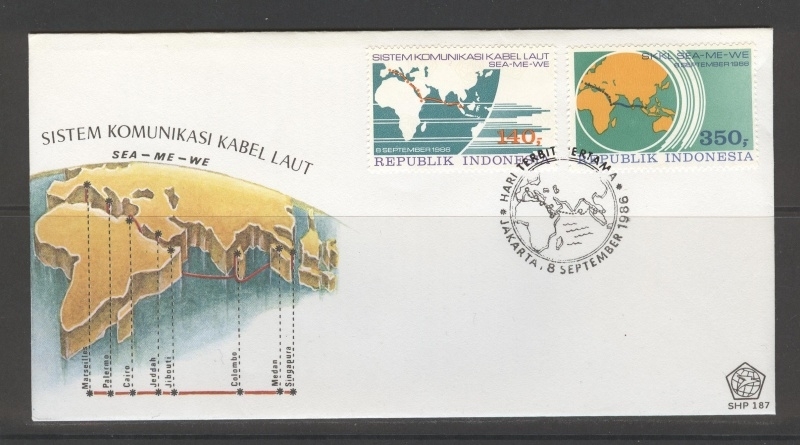 SISTEM KOMUNIKASI KABEL LAUT
SEA-ME-WE
8 SEPTEMBER 1986
140,-
REPUBLIK INDONESIA
SKKL SEA-ME-WE
8 SEPTEMBER 1986
350,-
REPUBLIK INDONESIA
SISTEM KOMUNIKASI KABEL LAUT
SEA-ME-WE
* HARI TERBIT PERTAMA *
JAKARTA, 8 SEPTEMBER 1986
Marseilles
Palermo
Cairo
Jeddah
Jibouti
Colombo
Medan
Singapura
SHP 187